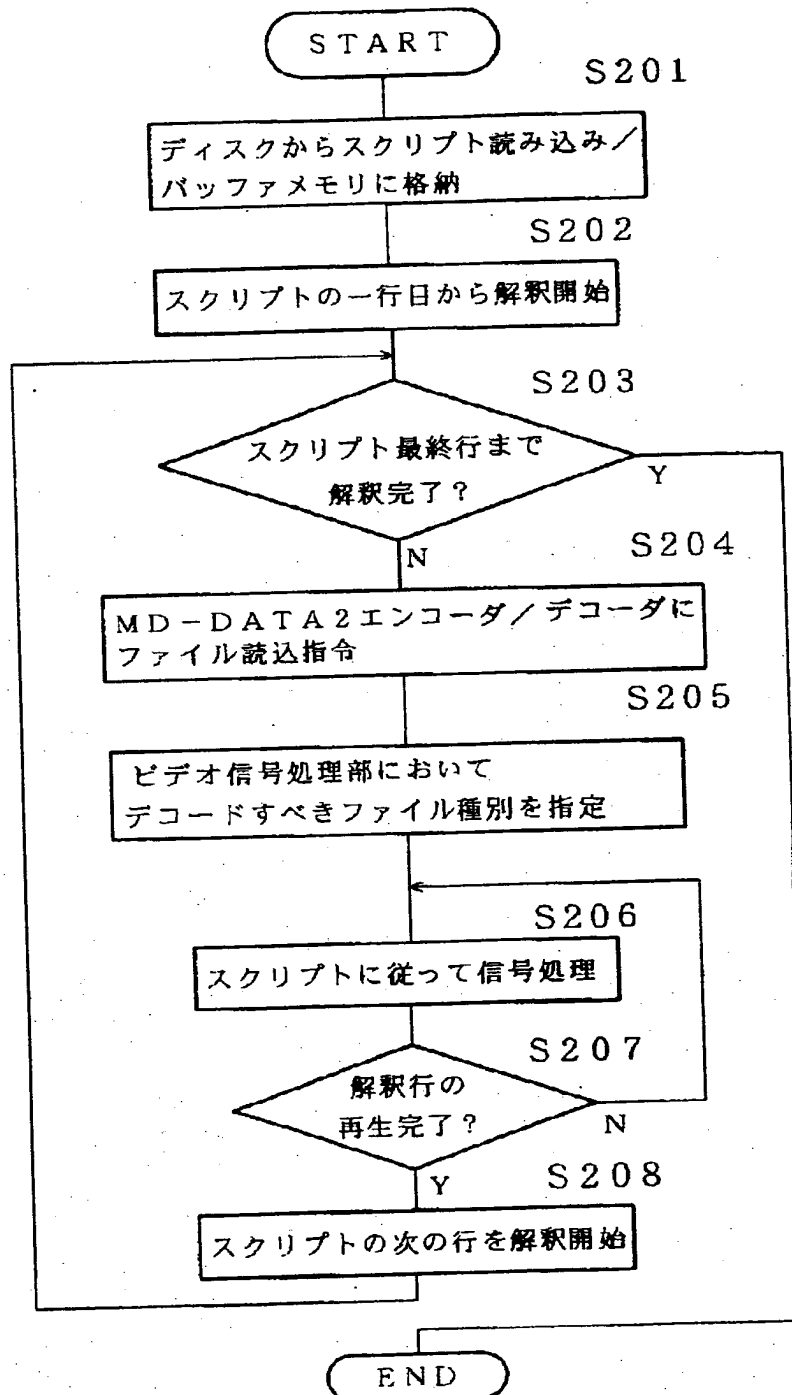 START
S201
ディスクからスクリプト読み込み/
バッファメモリに格納
S202
スクリプトの一行日から解釈開始
S203
スクリプト最終行まで
解釈完了?
Y
N
S204
MD-DATA2エンコーダ/デコーダに
ファイル読込指令
S205
ビデオ信号処理部において
デコードすべきファイル種別を指定
S206
スクリプトに従って信号処理
S207
解釈行の
再生完了?
N
Y
S208
スクリプトの次の行を解釈開始
END